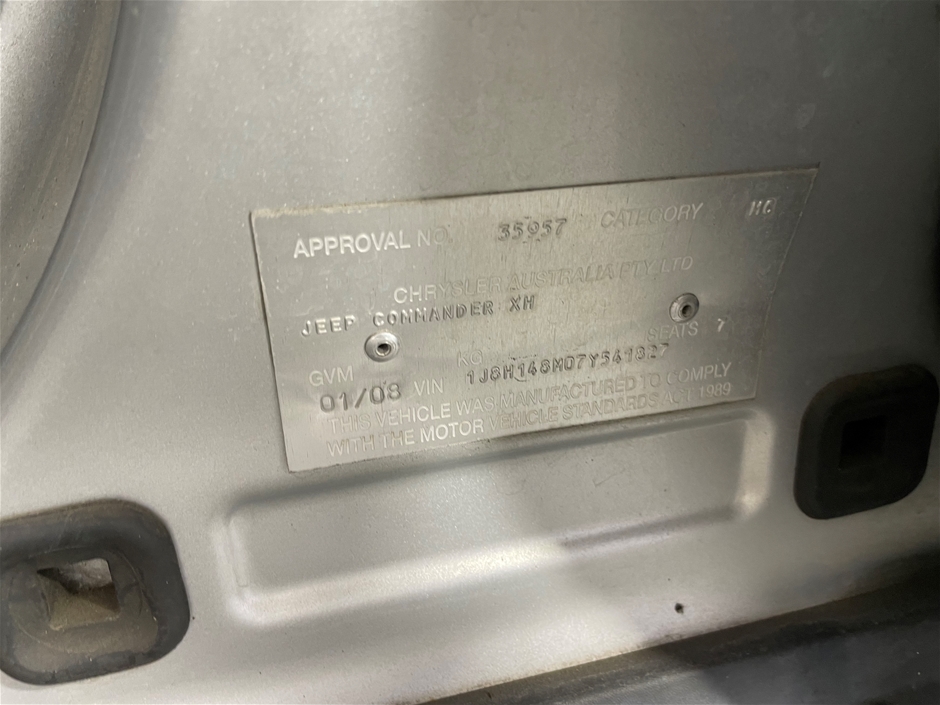 APPROVAL NO. 35957 CATEGORY MC
CHRYSLER AUSTRALIA PTY. LTD
JEEP COMMANDER XH
GVM KG SEATS 7
01/08 VIN
THIS VEHICLE WAS MANUFACTURED TO COMPLY
WITH THE MOTOR VEHICLE STANDARDS ACT 1989